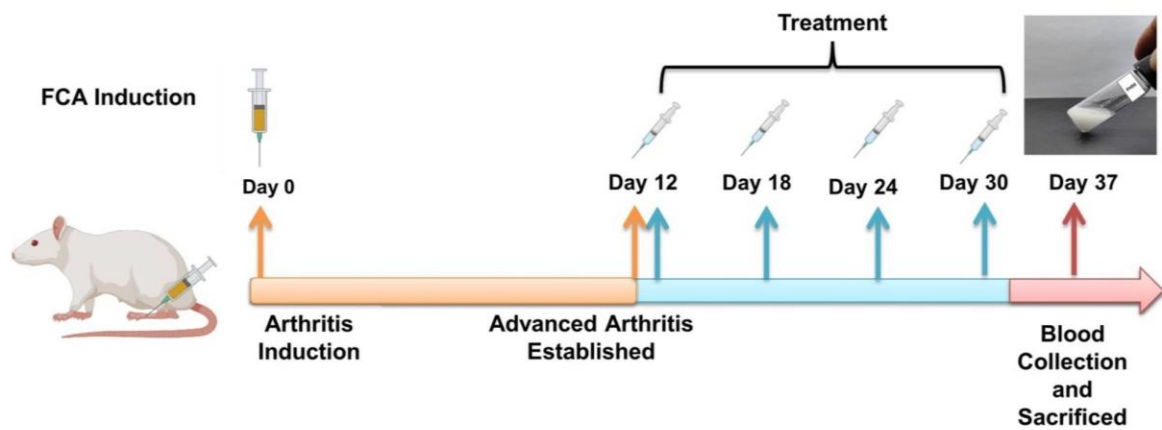 Treatment
FCA Induction
Day 0
Day 12
Day 18
Day 24
Day 30
Day 37
Arthritis
Induction
Advanced Arthritis
Established
Blood
Collection
and
Sacrificed